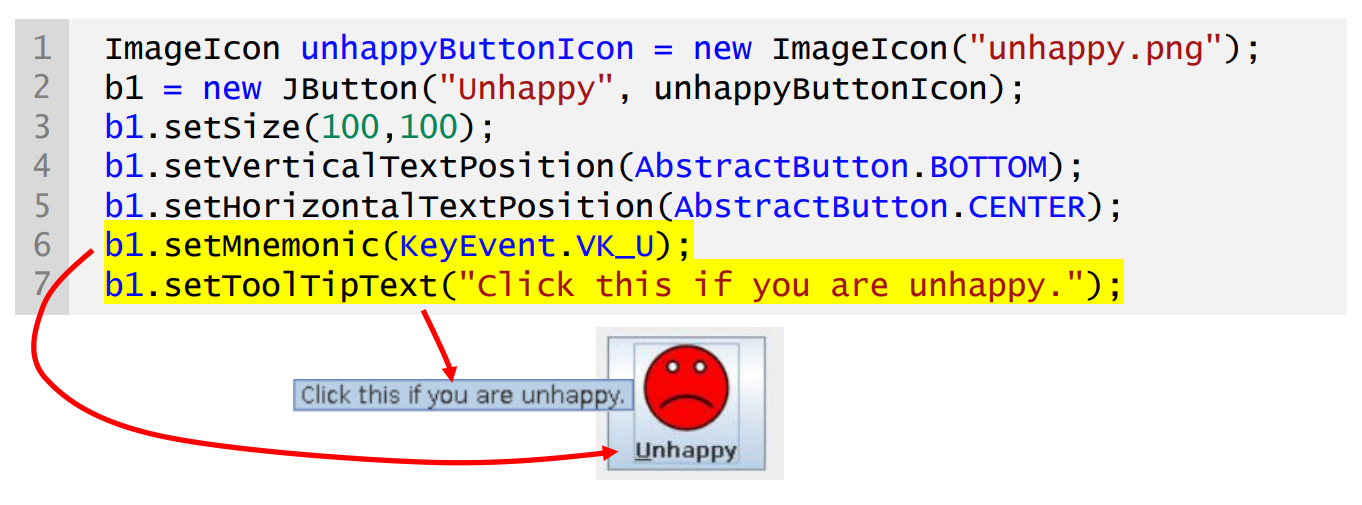 1 ImageIcon unhappyButtonIcon = new ImageIcon("unhappy.png");
2 b1 = new JButton("Unhappy", unhappyButtonIcon);
3 b1.setSize(100,100);
4 b1.setVerticalTextPosition(AbstractButton.BOTTOM);
5 b1.setHorizontalTextPosition(AbstractButton.CENTER);
6 b1.setMnemonic(KeyEvent.VK_U);
7 b1.setToolTipText("Click this if you are unhappy.");
Click this if you are unhappy.
Unhappy